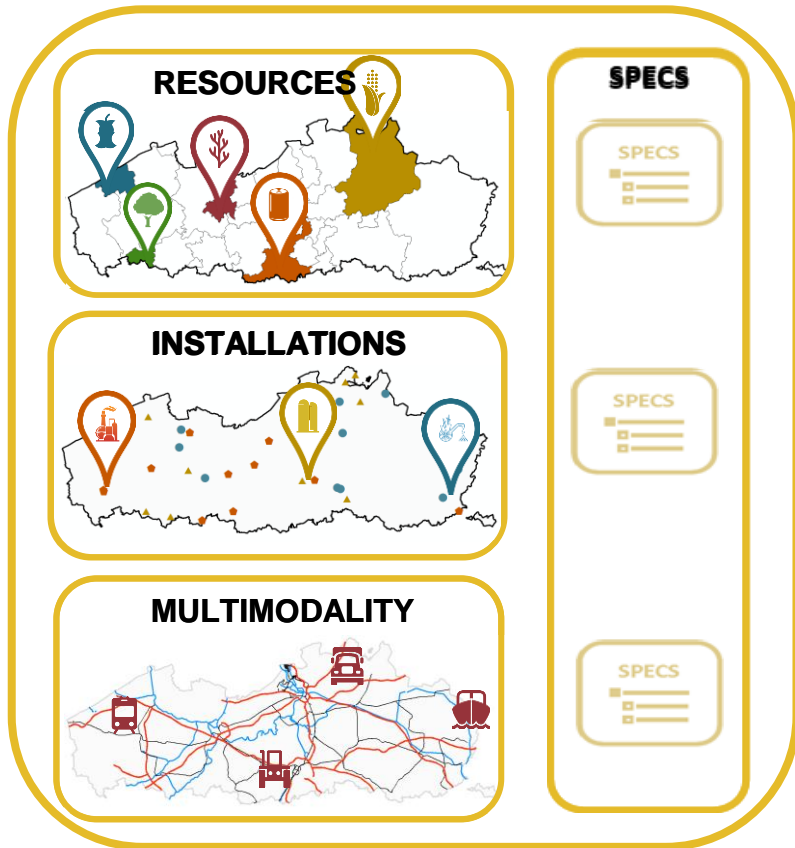 RESOURCES
SPECS
SPECS
INSTALLATIONS
SPECS
MULTIMODALITY
SPECS